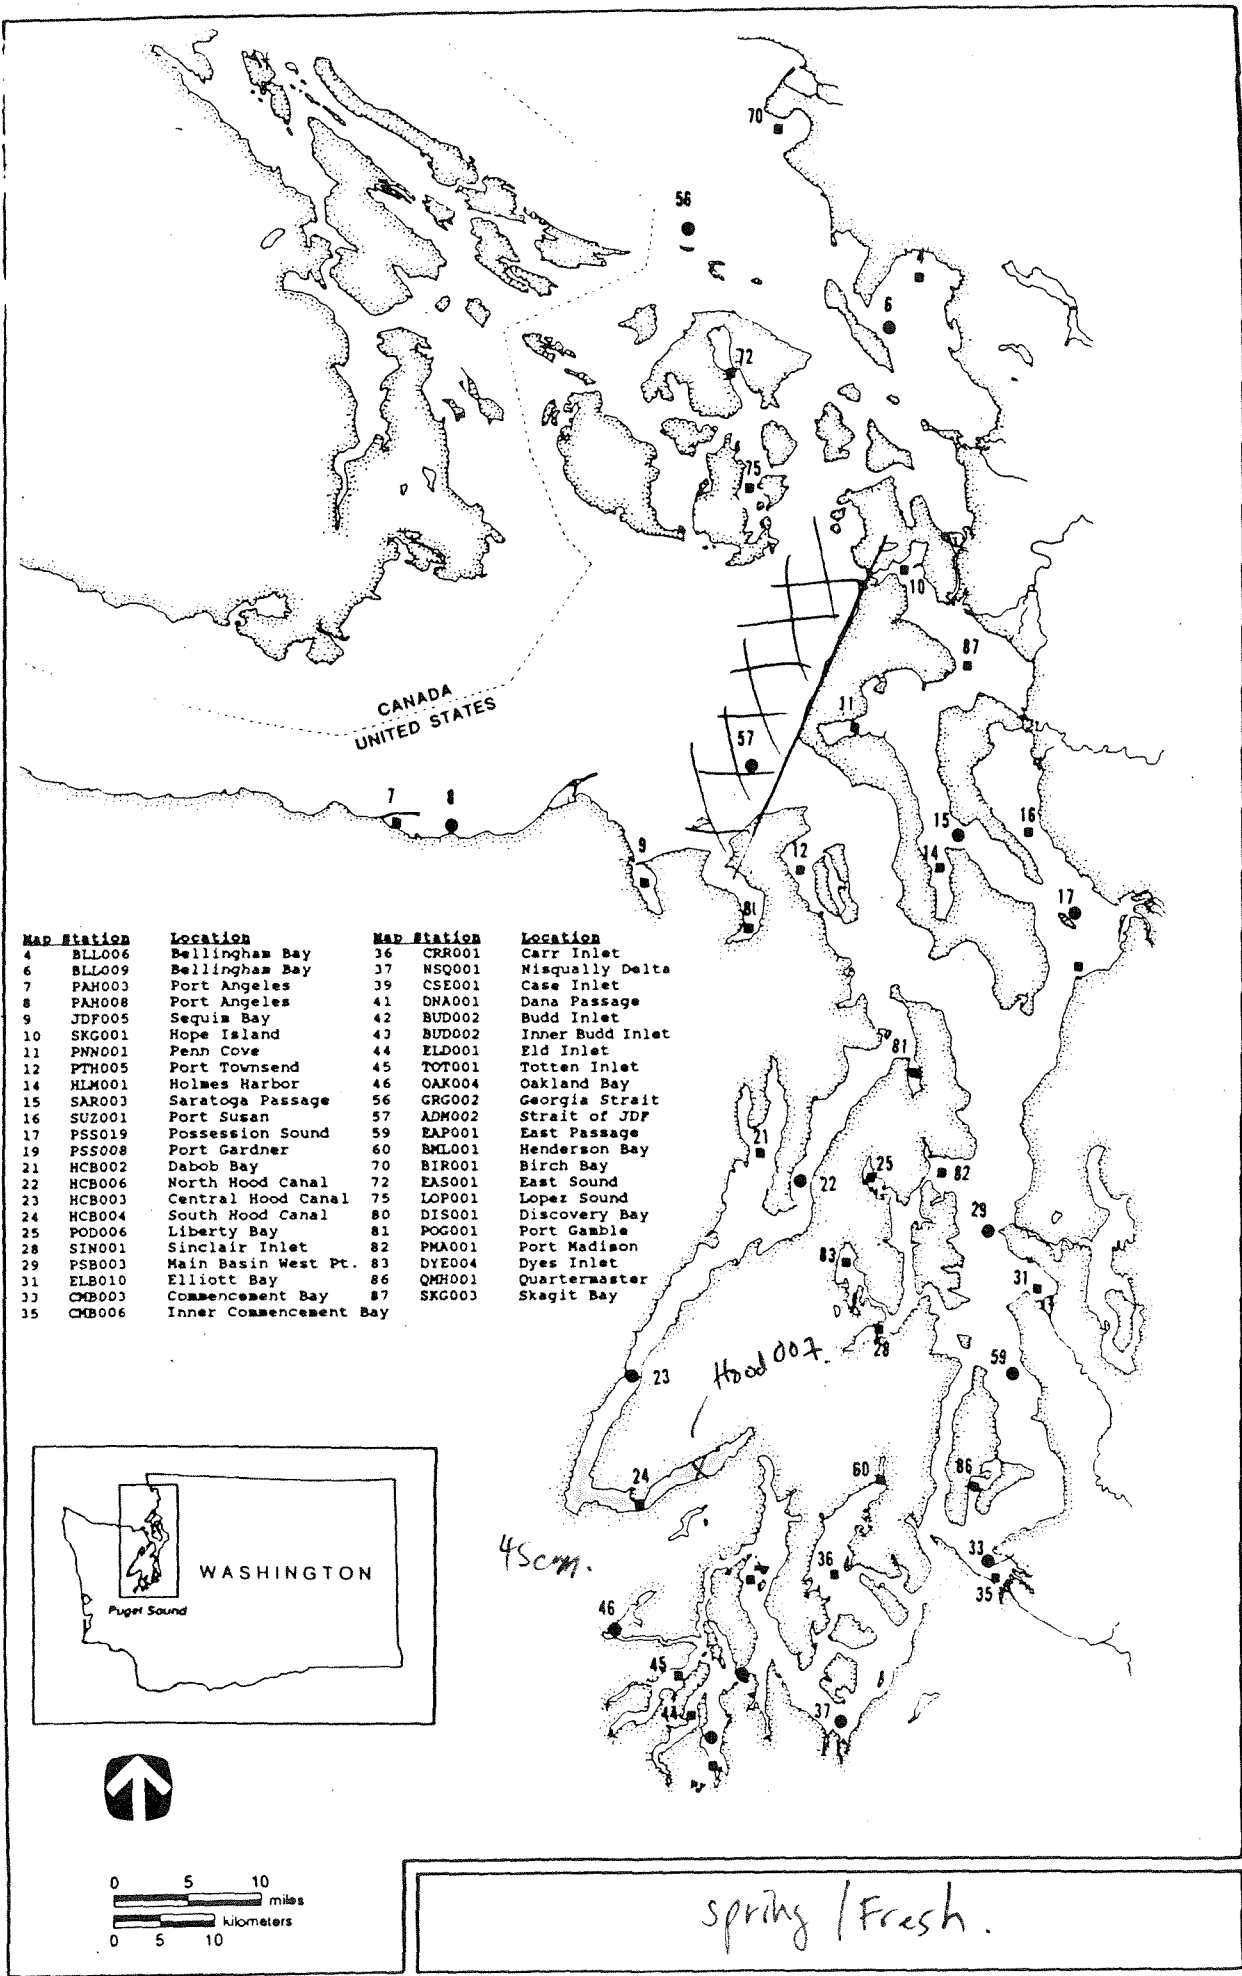 70
56
4
6
72
75
10
87
CANADA
UNITED STATES
11
57
7
8
15
16
9
12
14
17
80
Map Station Location Map Station Location
4 BLL006 Bellingham Bay 36 CRR001 Carr Inlet
6 BLL009 Bellingham Bay 37 NSQ001 Nisqually Delta
7 PAH003 Port Angeles 39 CSE001 Case Inlet
8 PAH008 Port Angeles 41 DNA001 Dana Passage
9 JDF005 Sequim Bay 42 BUD002 Budd Inlet
10 SKG001 Hope Island 43 BUD002 Inner Budd Inlet
11 PNN001 Penn Cove 44 ELD001 Eld Inlet
12 PTH005 Port Townsend 45 TOT001 Totten Inlet
14 HLM001 Holmes Harbor 46 OAK004 Oakland Bay
15 SAR003 Saratoga Passage 56 GRG002 Georgia Strait
16 SUZ001 Port Susan 57 ADM002 Strait of JDF
17 PSS019 Possession Sound 59 EAP001 East Passage
19 PSS008 Port Gardner 60 BML001 Henderson Bay
21 HCB002 Dabob Bay 70 BIR001 Birch Bay
22 HCB006 North Hood Canal 72 EAS001 East Sound
23 HCB003 Central Hood Canal 75 LOP001 Lopez Sound
24 HCB004 South Hood Canal 80 DIS001 Discovery Bay
25 POD006 Liberty Bay 81 POG001 Port Gamble
28 SIN001 Sinclair Inlet 82 PMA001 Port Madison
29 PSB003 Main Basin West Pt. 83 DYE004 Dyes Inlet
31 ELB010 Elliott Bay 86 QMH001 Quartermaster
33 CMB003 Commencement Bay 87 SKG003 Skagit Bay
35 CMB006 Inner Commencement Bay
81
21
25
82
22
29
83
31
28
Hood 007.
23
59
24
60
86
45cm.
33
36
35
WASHINGTON
Puget Sound
46
45
44
37
0 5 10
miles
kilometers
0 5 10
spring / Fresh.